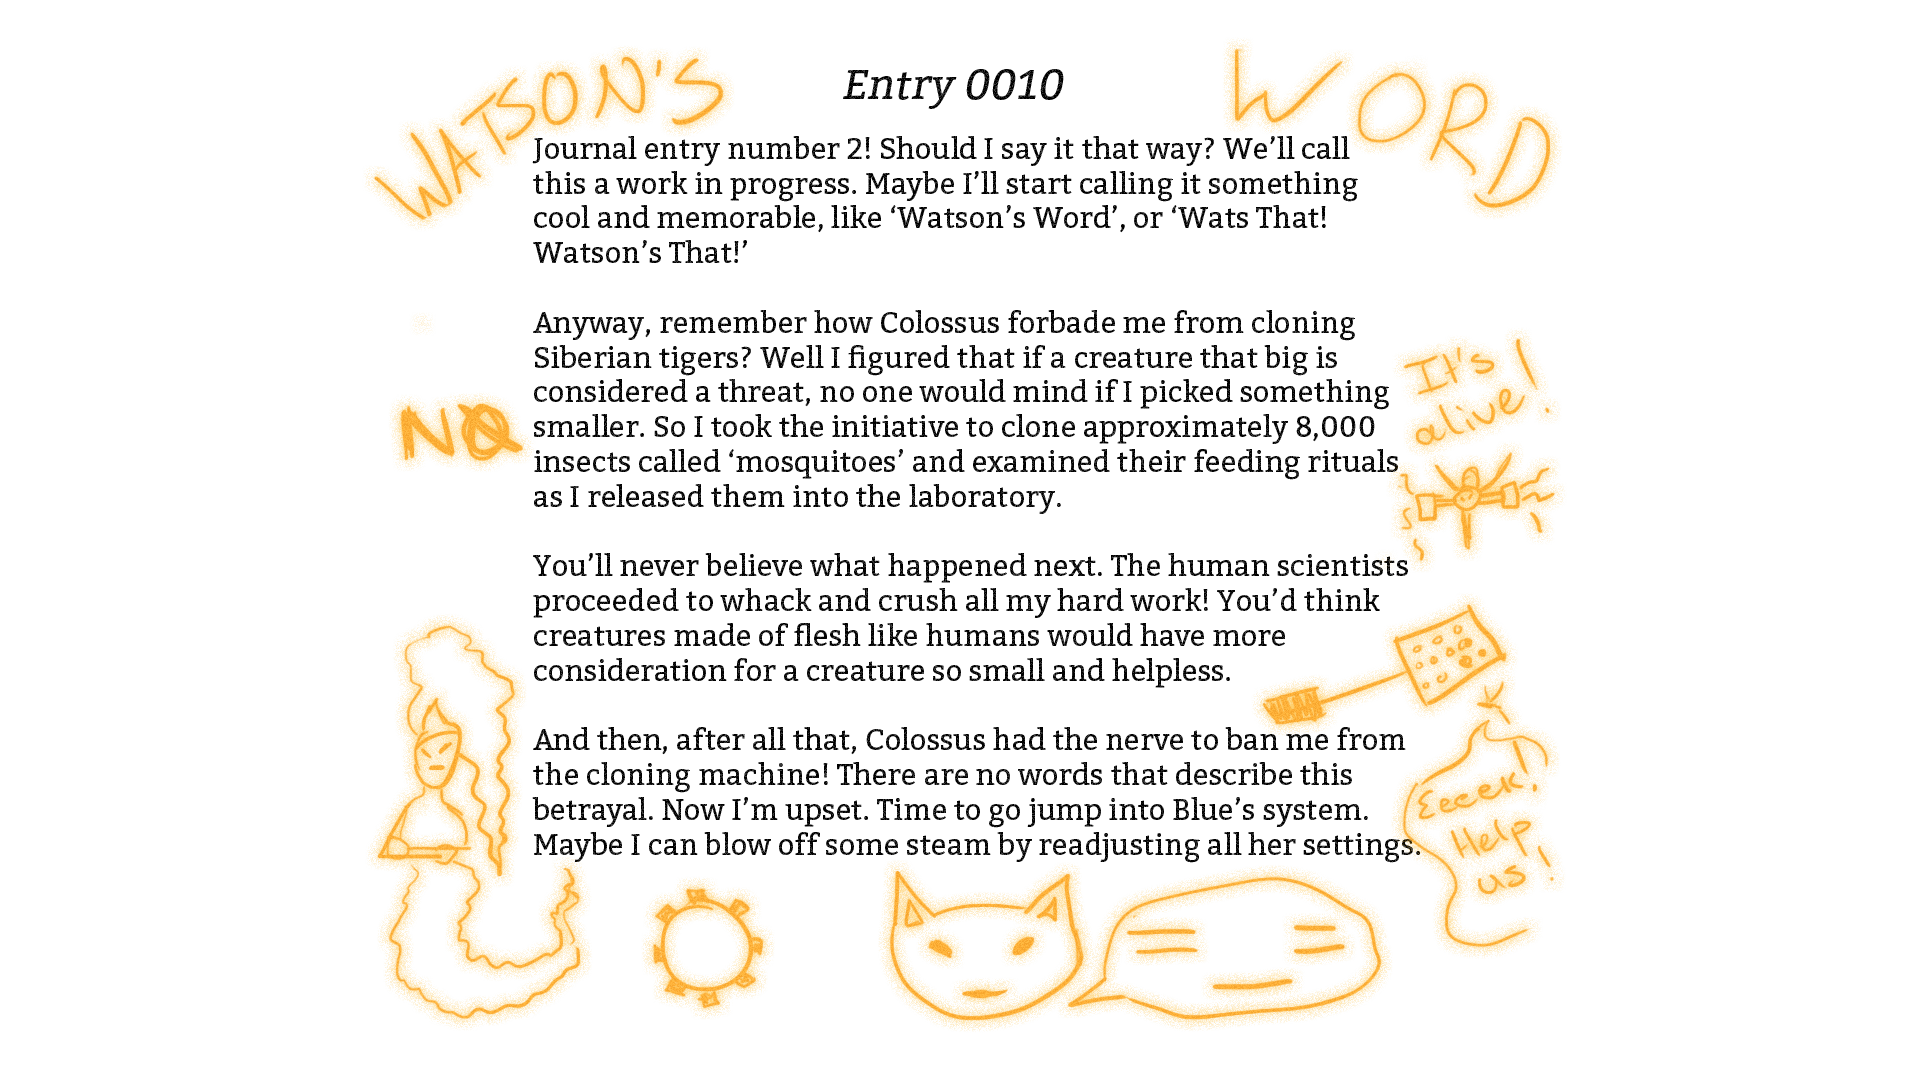 WATSON'S WORD
Entry 0010
Journal entry number 2! Should I say it that way? We’ll call
this a work in progress. Maybe I’ll start calling it something
cool and memorable, like ‘Watson’s Word’, or ‘Wats That!
Watson’s That!’
Anyway, remember how Colossus forbade me from cloning
Siberian tigers? Well I figured that if a creature that big is
considered a threat, no one would mind if I picked something
smaller. So I took the initiative to clone approximately 8,000
insects called ‘mosquitoes’ and examined their feeding rituals
as I released them into the laboratory.
NO
It's
alive!
You’ll never believe what happened next. The human scientists
proceeded to whack and crush all my hard work! You’d think
creatures made of flesh like humans would have more
consideration for a creature so small and helpless.
And then, after all that, Colossus had the nerve to ban me from
the cloning machine! There are no words that describe this
betrayal. Now I’m upset. Time to go jump into Blue’s system.
Maybe I can blow off some steam by readjusting all her settings.
Eeeek!
Help
us!